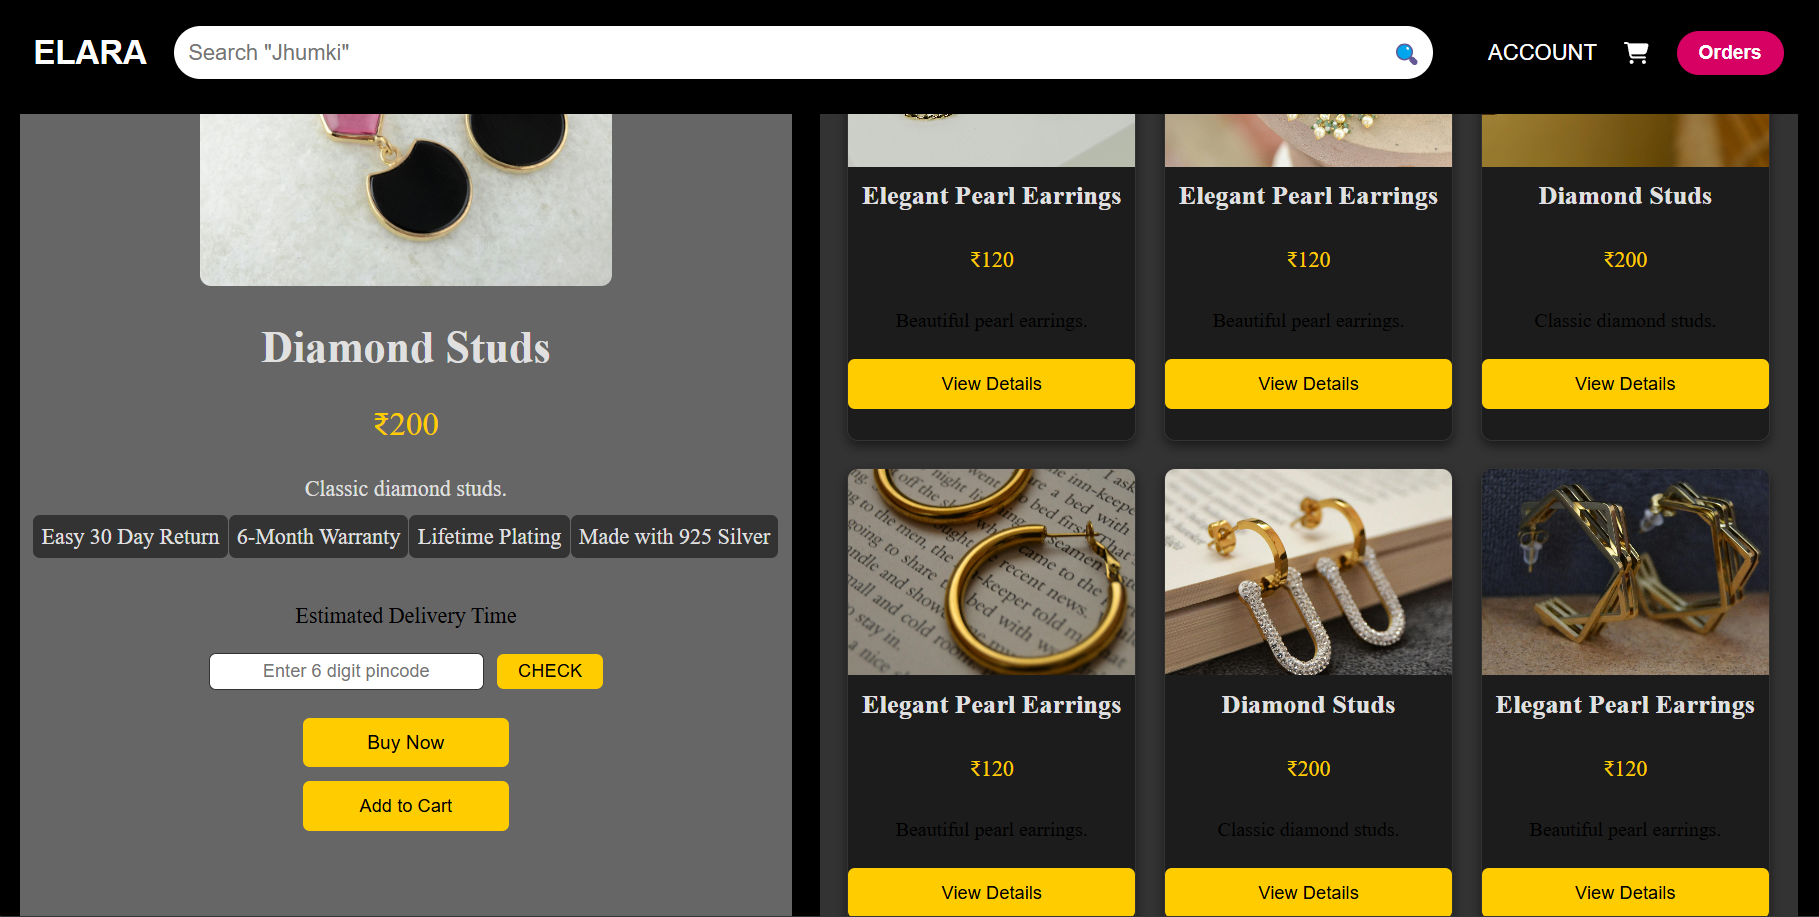 ELARA
Search "Jhumki"
ACCOUNT
Orders
Diamond Studs
₹200
Classic diamond studs.
Easy 30 Day Return
6-Month Warranty
Lifetime Plating
Made with 925 Silver
Estimated Delivery Time
Enter 6 digit pincode
CHECK
Buy Now
Add to Cart
Elegant Pearl Earrings
₹120
Beautiful pearl earrings.
View Details
Elegant Pearl Earrings
₹120
Beautiful pearl earrings.
View Details
Diamond Studs
₹200
Classic diamond studs.
View Details
Elegant Pearl Earrings
₹120
Beautiful pearl earrings.
View Details
Diamond Studs
₹200
Classic diamond studs.
View Details
Elegant Pearl Earrings
₹120
Beautiful pearl earrings.
View Details